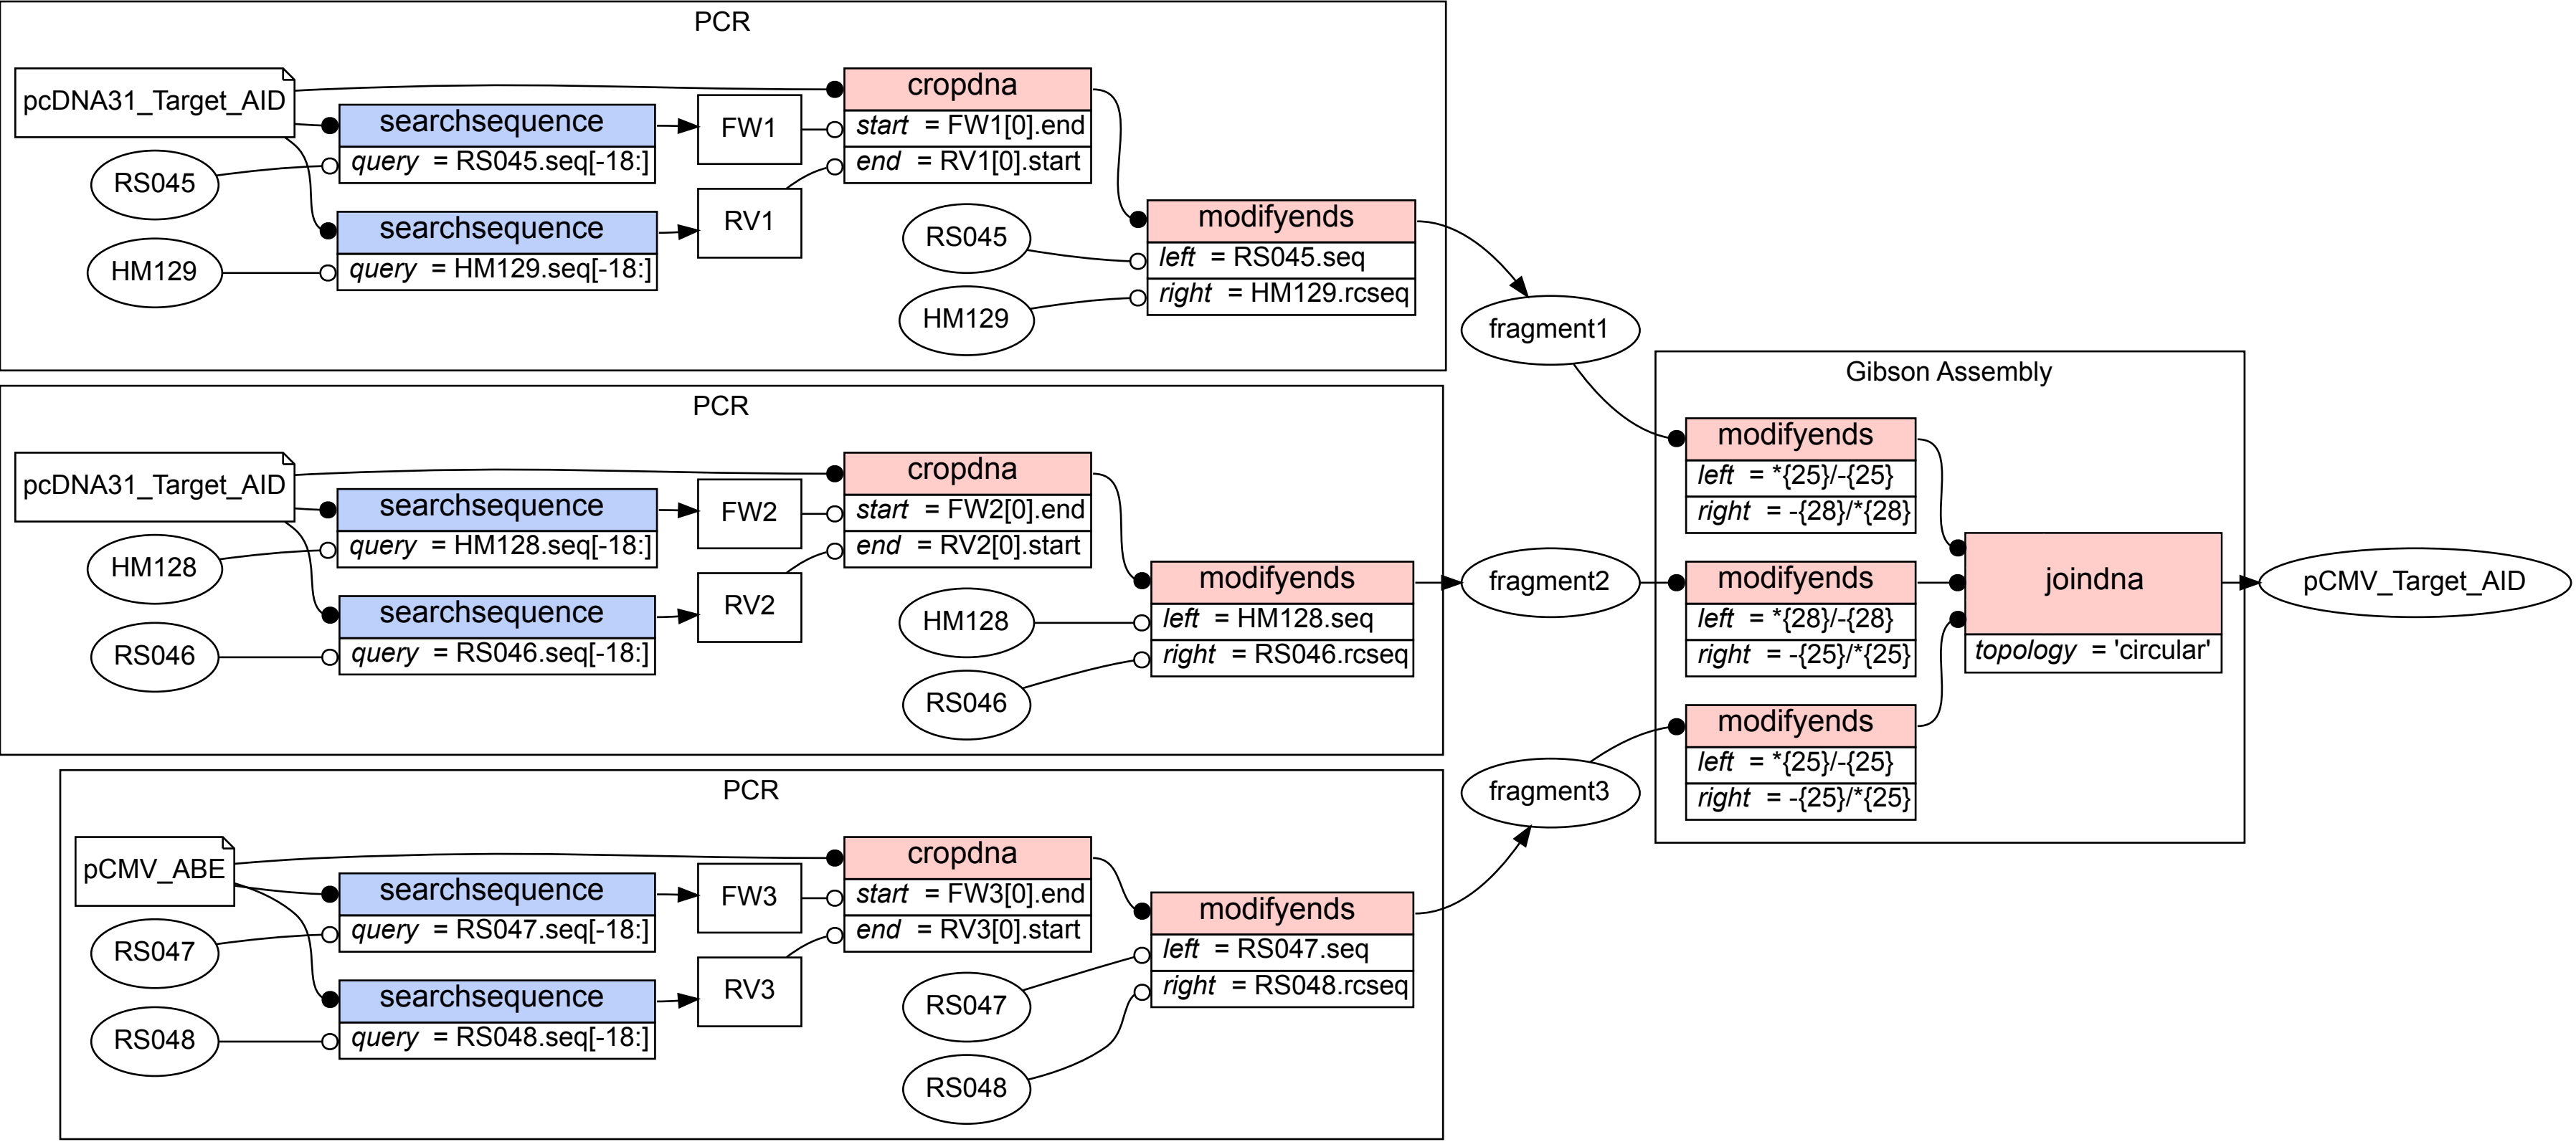 PCR
pcDNA31_Target_AID
searchsequence
query = RS045.seq[-18:]
RS045
searchsequence
query = HM129.seq[-18:]
HM129
FW1
RV1
cropdna
start = FW1[0].end
end = RV1[0].start
RS045
HM129
modifyends
left = RS045.seq
right = HM129.rcseq
fragment1
PCR
pcDNA31_Target_AID
searchsequence
query = HM128.seq[-18:]
HM128
searchsequence
query = RS046.seq[-18:]
RS046
FW2
RV2
cropdna
start = FW2[0].end
end = RV2[0].start
HM128
RS046
modifyends
left = HM128.seq
right = RS046.rcseq
fragment2
PCR
pCMV_ABE
searchsequence
query = RS047.seq[-18:]
RS047
searchsequence
query = RS048.seq[-18:]
RS048
FW3
RV3
cropdna
start = FW3[0].end
end = RV3[0].start
RS047
RS048
modifyends
left = RS047.seq
right = RS048.rcseq
fragment3
Gibson Assembly
modifyends
left = *{25}/-{25}
right = -{28}/*{28}
modifyends
left = *{28}/-{28}
right = -{25}/*{25}
modifyends
left = *{25}/-{25}
right = -{25}/*{25}
joindna
topology = 'circular'
pCMV_Target_AID